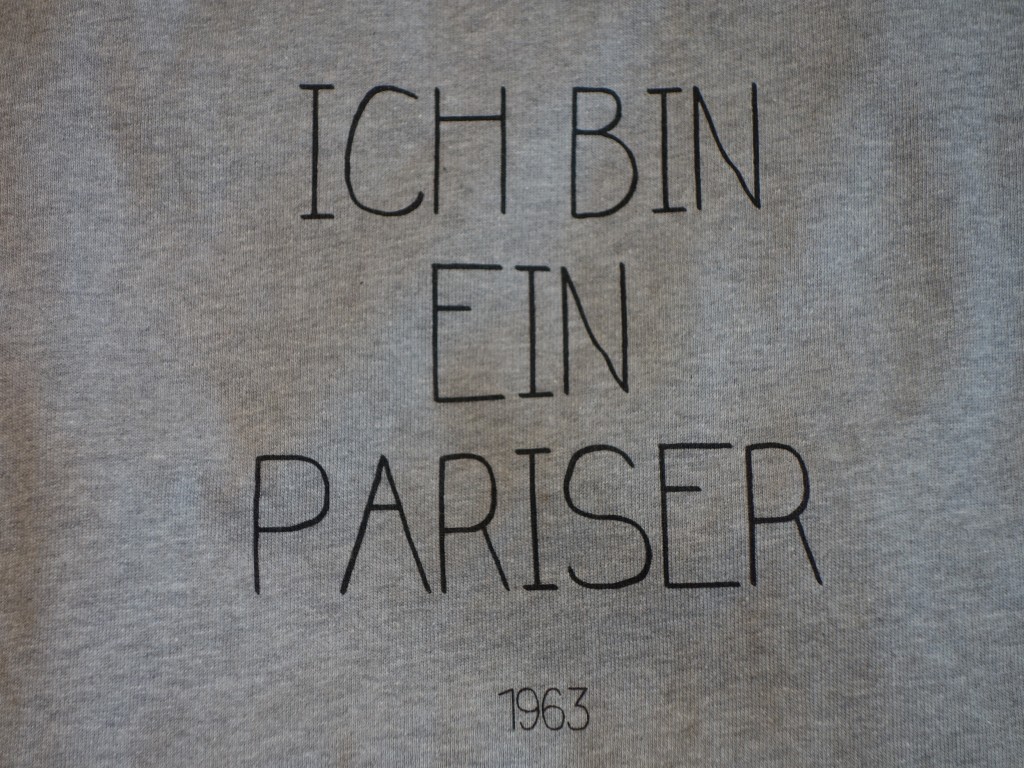 ICH BIN
EIN
PARISER
1963